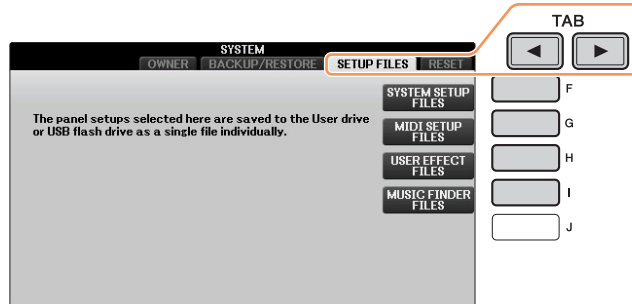 TAB
SYSTEM
OWNER BACKUP/RESTORE SETUP FILES RESET
The panel setups selected here are saved to the User drive
or USB flash drive as a single file individually.
SYSTEM SETUP
FILES
F
MIDI SETUP
FILES
G
USER EFFECT
FILES
H
MUSIC FINDER
FILES
I
J